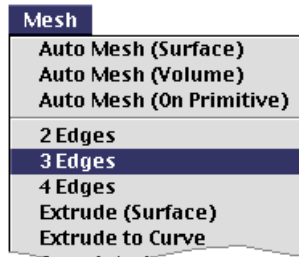 Mesh
Auto Mesh (Surface)
Auto Mesh (Volume)
Auto Mesh (On Primitive)
2 Edges
3 Edges
4 Edges
Extrude (Surface)
Extrude to Curve